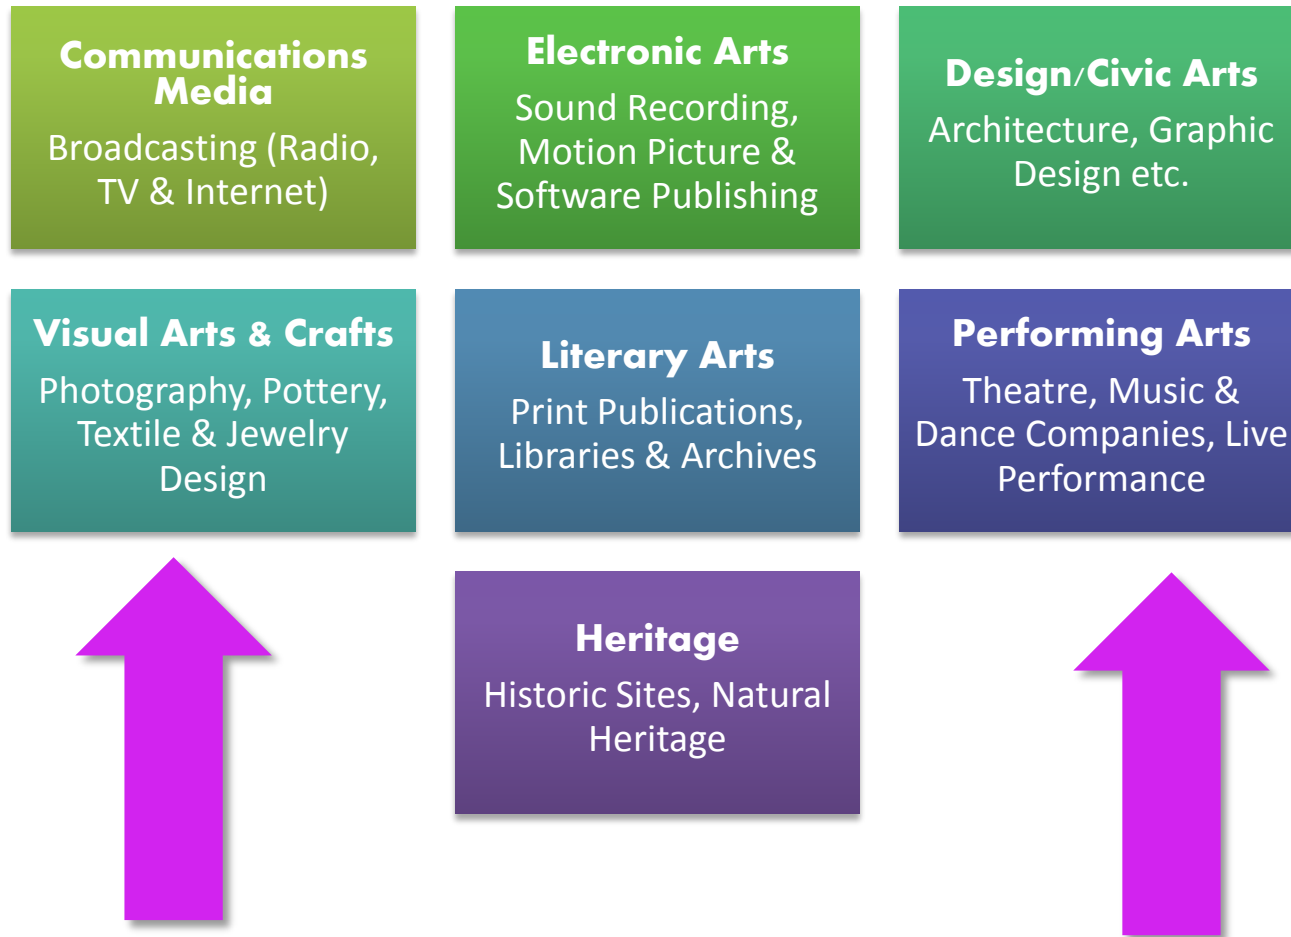 Communications
Media
Broadcasting (Radio,
TV & Internet)
Electronic Arts
Sound Recording,
Motion Picture &
Software Publishing
Design/Civic Arts
Architecture, Graphic
Design etc.
Visual Arts & Crafts
Photography, Pottery,
Textile & Jewelry
Design
Literary Arts
Print Publications,
Libraries & Archives
Performing Arts
Theatre, Music &
Dance Companies, Live
Performance
Heritage
Historic Sites, Natural
Heritage